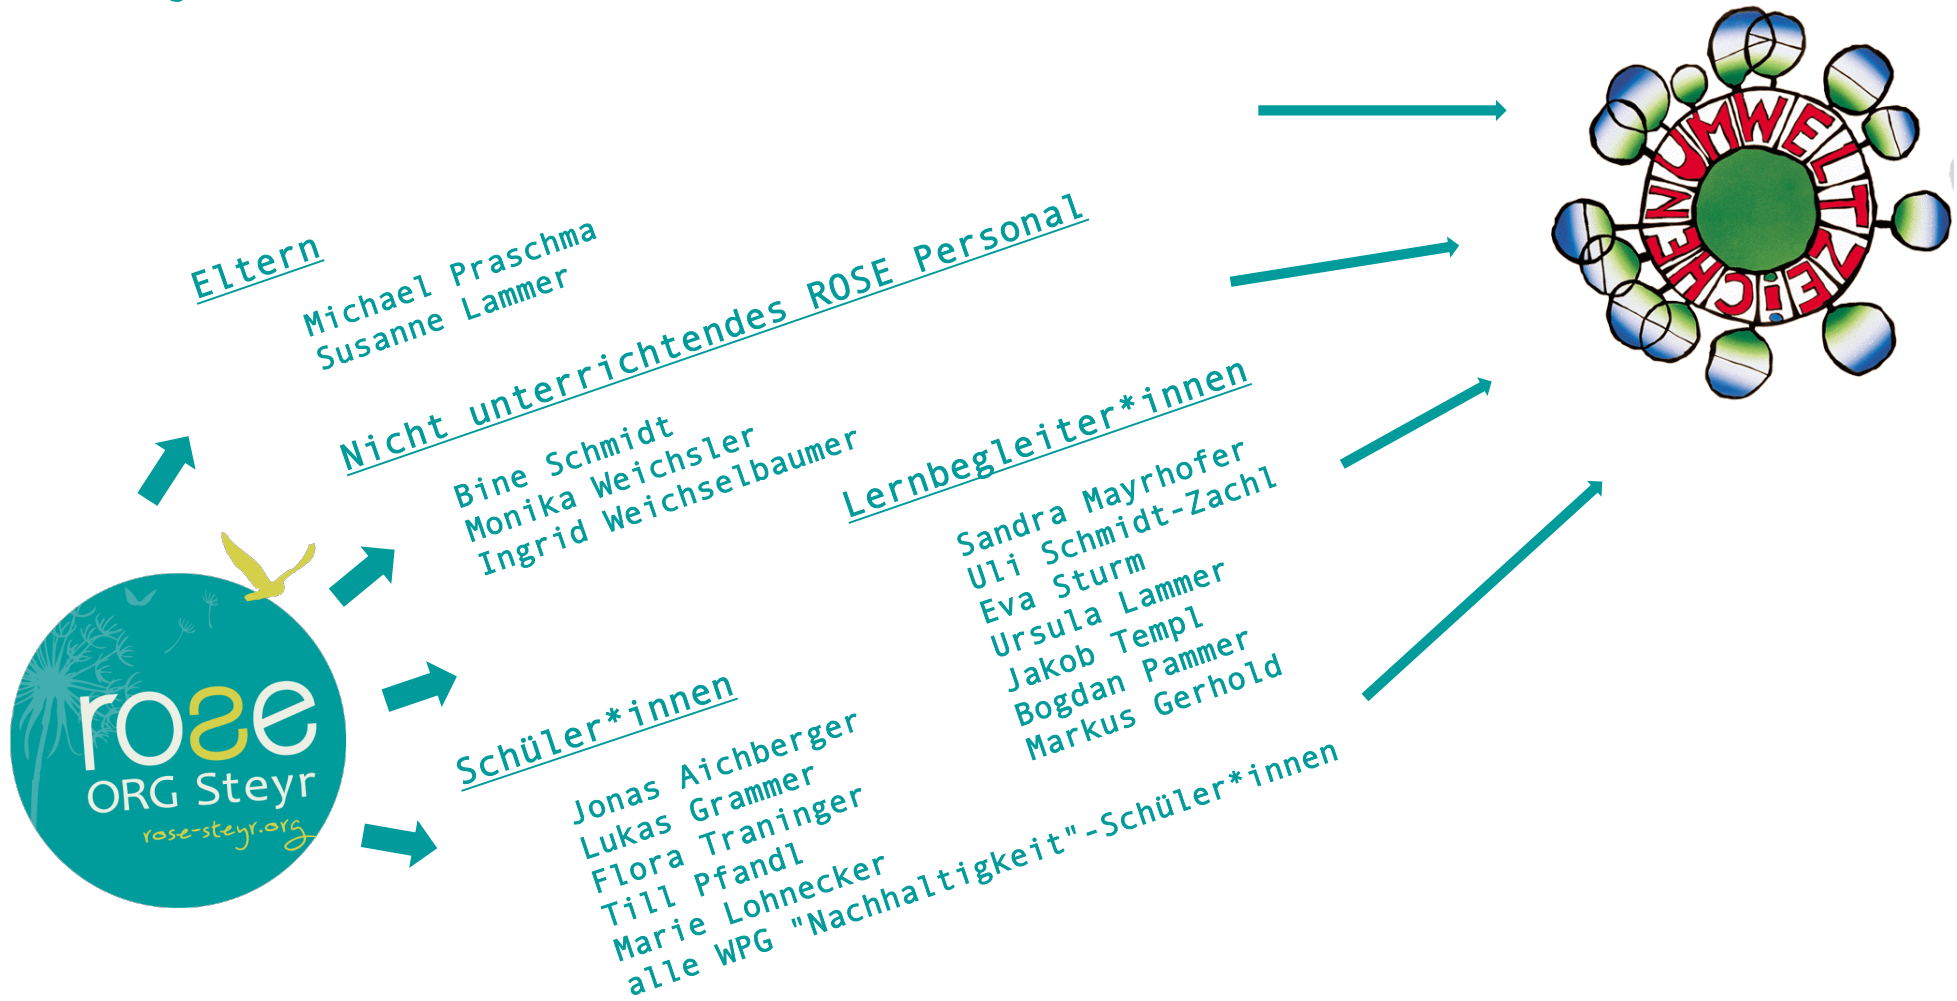 Eltern
Michael Praschma
Susanne Lammer
Nicht unterrichtendes ROSE Personal
Bine Schmidt
Monika Weichsler
Ingrid Weichselbaumer
Lernbegleiter*innen
Sandra Mayrhofer
Uli Schmidt-Zachl
Eva Sturm
Ursula Lammer
Jakob Templ
Bogdan Pammer
Markus Gerhold
Schüler*innen
Jonas Aichberger
Lukas Grammer
Flora Traninger
Till Pfandl
Marie Lohnecker
alle WPG "Nachhaltigkeit"-Schüler*innen
rose
ORG Steyr
rose-steyr.org
UMWELTZEiCHEN